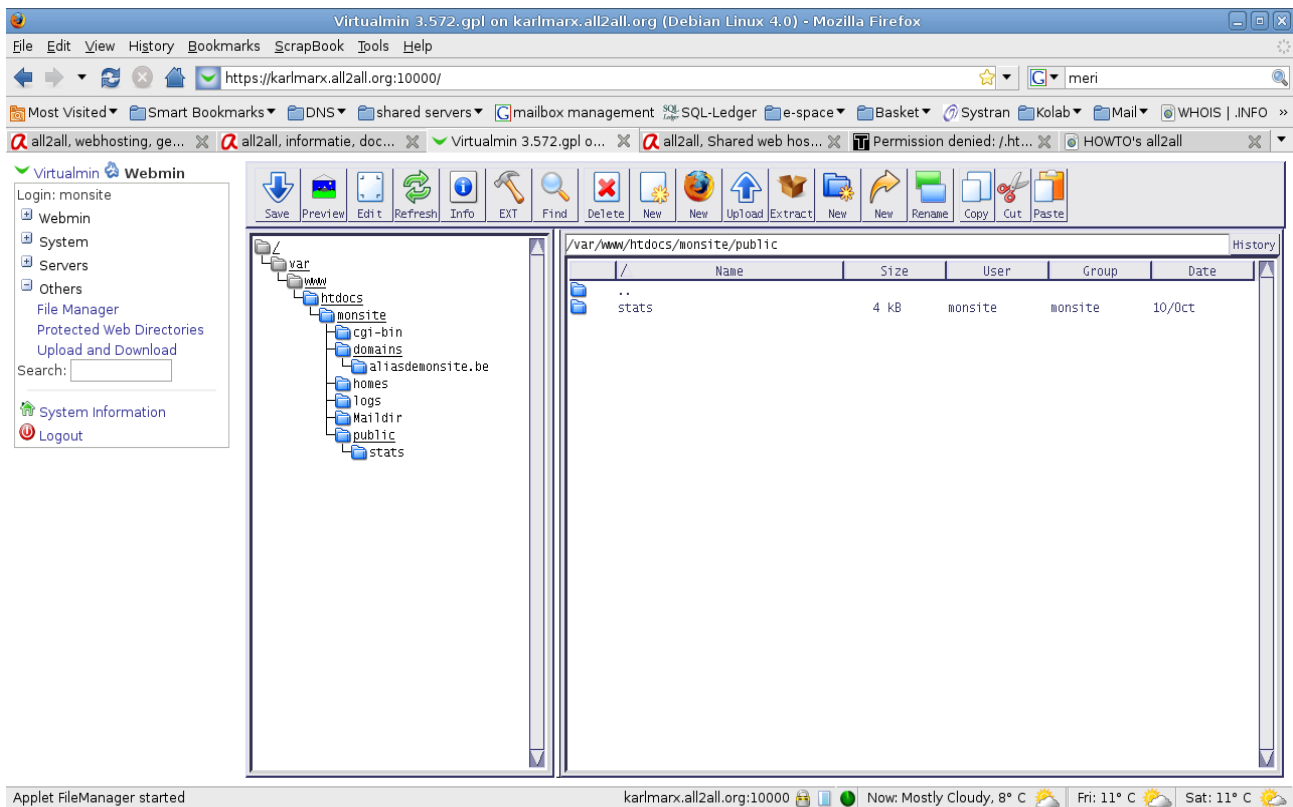 Virtualmin 3.572.gpl on karlmarx.all2all.org (Debian Linux 4.0) - Mozilla Firefox
File Edit View History Bookmarks ScrapBook Tools Help
https://karlmarx.all2all.org:10000/ G meri
Most Visited DNS Smart Bookmarks shared servers G mailbox management SQL-Ledger e-space Basket Systran Kolab Mail WHOIS | .INFO »
all2all, webhosting, ge... all2all, informatie, doc... Virtualmin 3.572.gpl o... all2all, Shared web hos... Permission denied: /.ht... HOWTO's all2all
Virtualmin Webmin
Login: monsite
Webmin
System
Servers
Others
File Manager
Protected Web Directories
Upload and Download
Search:
System Information
Logout
Save Preview Edit Refresh Info EXT Find Delete New New Upload Extract New New Rename Copy Cut Paste
/
var
www
htdocs
monsite
cgi-bin
domains
aliasdemonsite.be
homes
logs
Maildir
public
stats
/var/www/htdocs/monsite/public History
/ Name Size User Group Date
..
stats 4 kB monsite monsite 10/Oct
Applet FileManager started karlmarx.all2all.org:10000 Now: Mostly Cloudy, 8° C Fri: 11° C Sat: 11° C